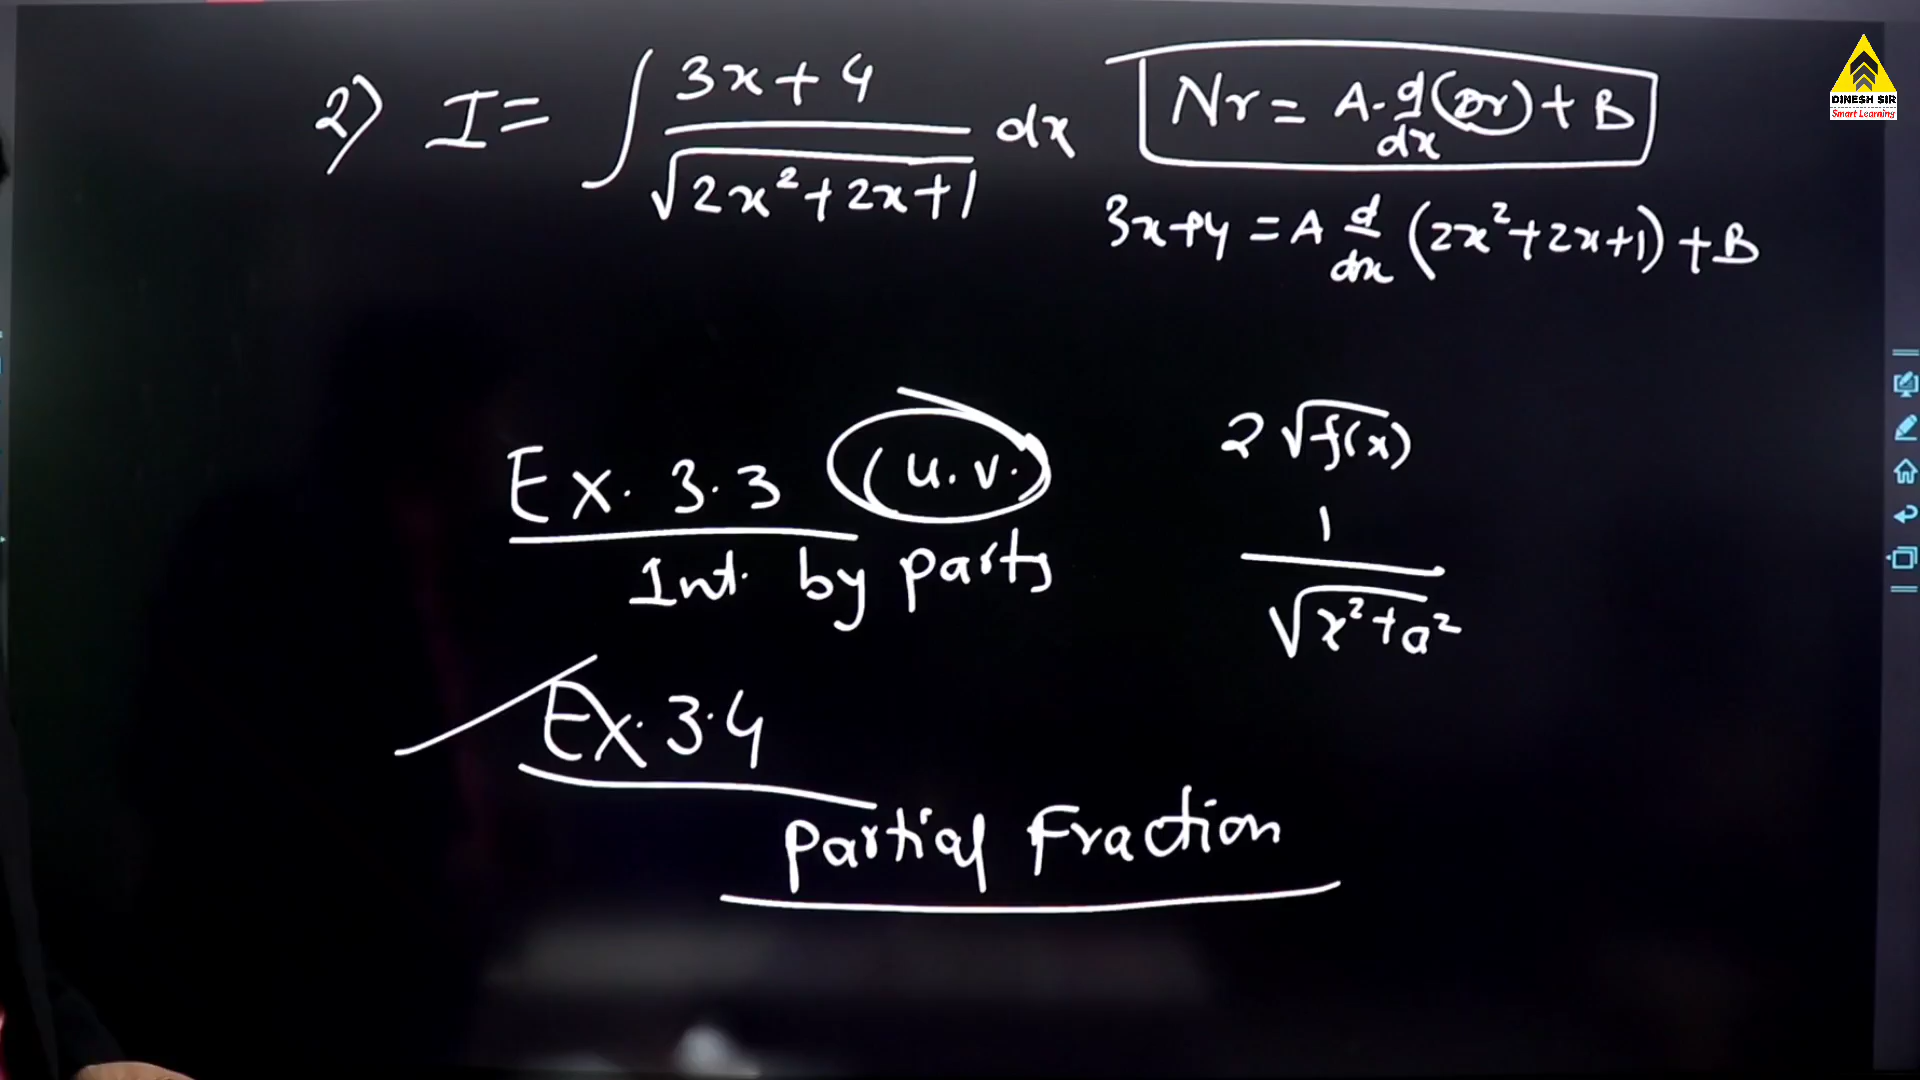 2) I = ∫ 3x+4 / √2x²+2x+1 dx
Nr = A·d/dx(Dr) + B
3x+4 = A d/dx (2x²+2x+1) + B
Ex. 3.3 (u.v.)
Int. by parts
2√f(x)
1 / √x²+a²
Ex. 3.4
Partial Fraction
DINESH SIR
Smart Learning